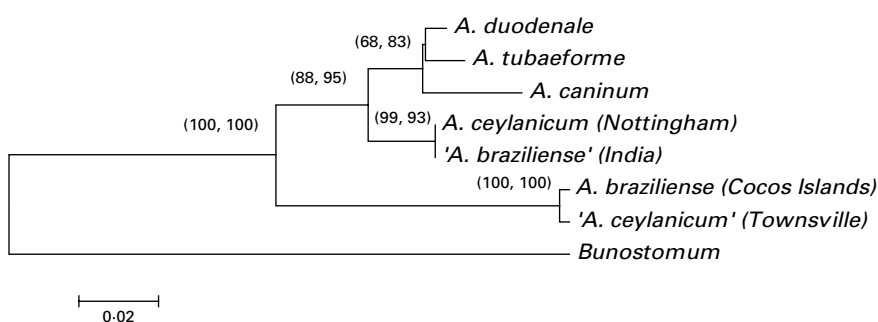 A. duodenale
(68, 83)
A. tubaeforme
(88, 95)
A. caninum
(100, 100)
(99, 93)
A. ceylanicum (Nottingham)
'A. braziliense' (India)
(100, 100)
A. braziliense (Cocos Islands)
'A. ceylanicum' (Townsville)
Bunostomum
0·02